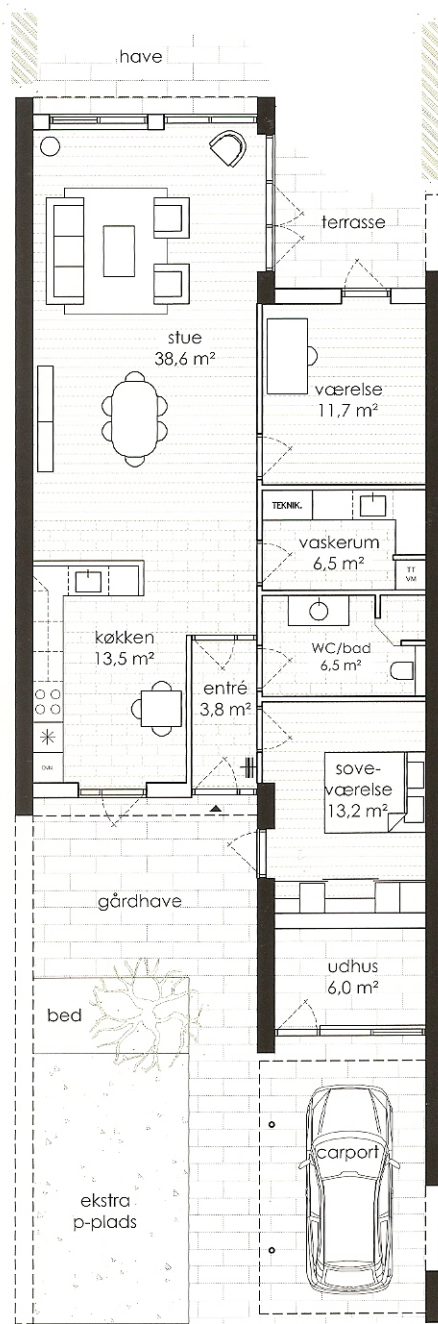 have
terrasse
stue
38,6 m²
værelse
11,7 m²
TEKNIK.
vaskerum
6,5 m²
TT
VM
køkken
13,5 m²
WC/bad
6,5 m²
entré
3,8 m²
OVN
sove-
værelse
13,2 m²
gårdhave
udhus
6,0 m²
bed
carport
ekstra
p-plads